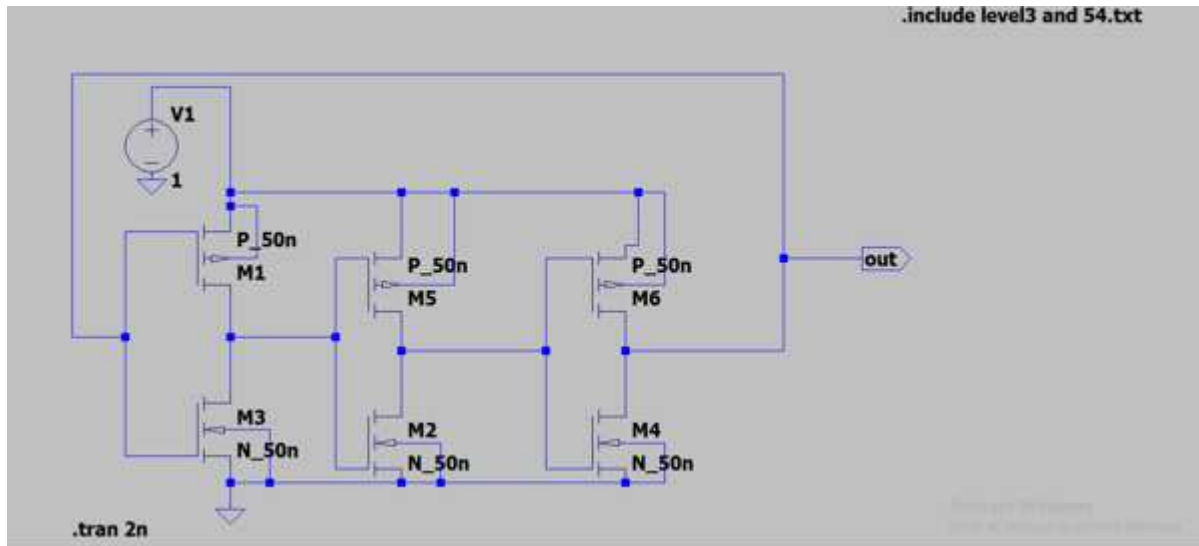 .include level3 and 54.txt
V1
1
P_50n
M1
P_50n
M5
P_50n
M6
out
M3
N_50n
M2
N_50n
M4
N_50n
.tran 2n